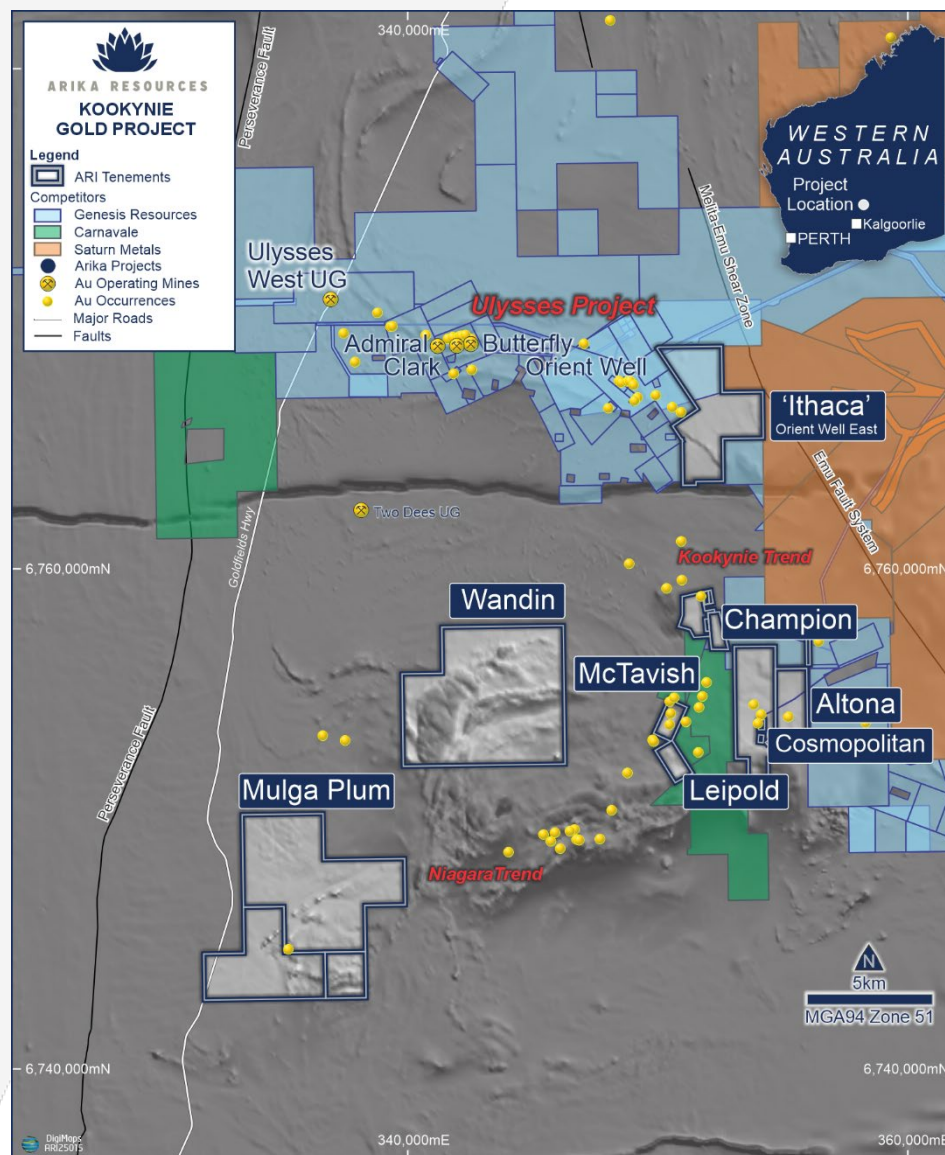 ARIKA RESOURCES
KOOKYNIE
GOLD PROJECT
Legend
ARI Tenements
Competitors
Genesis Resources
Carnavale
Saturn Metals
Arika Projects
Au Operating Mines
Au Occurrences
Major Roads
Faults
340,000mE
Perseverance Fault
WESTERN
AUSTRALIA
Project
Location
Kalgoorlie
PERTH
Melita-Emu Shear Zone
Ulysses
West UG
Ulysses Project
Admiral
Butterfly
Clark
Orient Well
'Ithaca'
Orient Well East
Emu Fault System
Goldfields Hwy
Two Dees UG
6,760,000mN
Kookynie Trend
6,760,000mN
Wandin
Champion
McTavish
Altona
Cosmopolitan
Perseverance Fault
Mulga Plum
Leipold
NiagaraTrend
N
5km
MGA94 Zone 51
6,740,000mN
6,740,000mN
DigiMaps
ARI25015
340,000mE
360,000mE